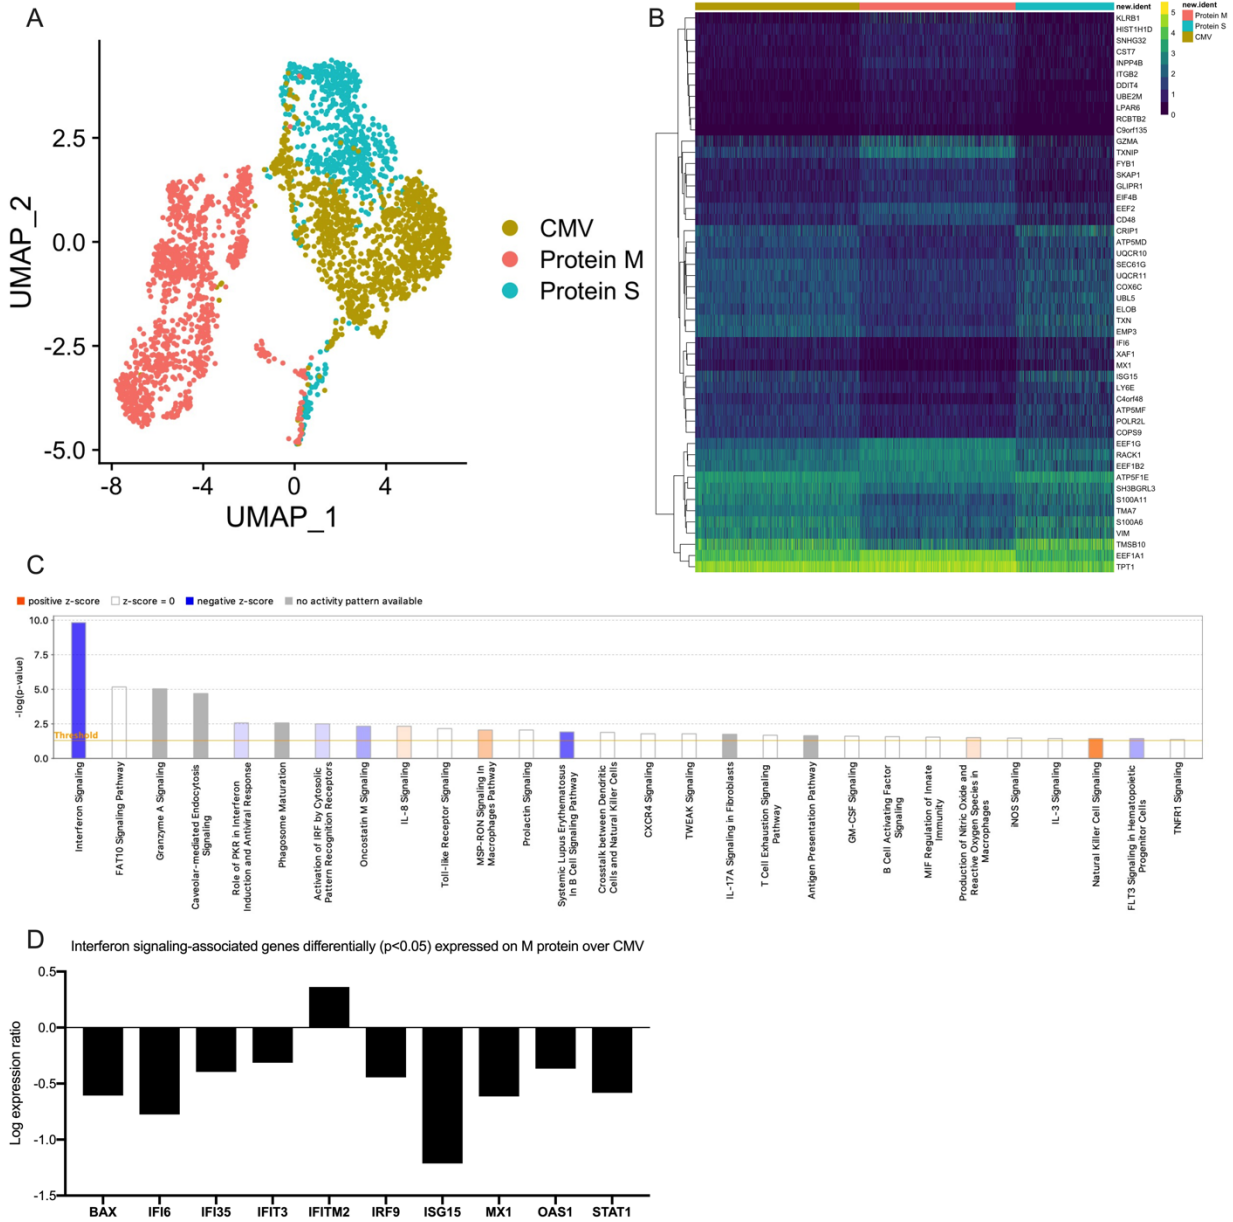 A
UMAP_2
2.5
0.0
-2.5
-5.0
-8
-4
0
4
UMAP_1
CMV
Protein M
Protein S
B
new.ident
KLRB1
HIST1H1D
SNHG32
CST7
INPP4B
ITGB2
DDIT4
UBE2M
LPAR6
RCBTB2
C9orf135
GZMA
TXNIP
FYB1
SKAP1
GLIPR1
EIF4B
EEF2
CD48
CRIP1
ATP5MD
UQCR10
SEC61G
UQCR11
COX6C
UBL5
ELOB
TXN
EMP3
IFI6
XAF1
MX1
ISG15
LY6E
C4orf48
ATP5MF
POLR2L
COPS9
EEF1G
RACK1
EEF1B2
ATP5F1E
SH3BGRL3
S100A11
TMA7
S100A6
VIM
TMSB10
EEF1A1
TPT1
5
4
3
2
1
0
new.ident
Protein M
Protein S
CMV
C
positive z-score
z-score = 0
negative z-score
no activity pattern available
-log(p-value)
10.0
7.5
5.0
2.5
0.0
Threshold
Interferon Signaling
FAT10 Signaling Pathway
Granzyme A Signaling
Caveolar-mediated Endocytosis
Signaling
Role of PKR in Interferon
Induction and Antiviral Response
Phagosome Maturation
Activation of IRF by Cytosolic
Pattern Recognition Receptors
Oncostatin M Signaling
IL-8 Signaling
Toll-like Receptor Signaling
MSP-RON Signaling In
Macrophages Pathway
Prolactin Signaling
Systemic Lupus Erythematosus
In B Cell Signaling Pathway
Crosstalk between Dendritic
Cells and Natural Killer Cells
CXCR4 Signaling
TWEAK Signaling
IL-17A Signaling in Fibroblasts
T Cell Exhaustion Signaling
Pathway
Antigen Presentation Pathway
GM-CSF Signaling
B Cell Activating Factor
Signaling
MIF Regulation of Innate
Immunity
Production of Nitric Oxide and
Reactive Oxygen Species in
Macrophages
iNOS Signaling
IL-3 Signaling
Natural Killer Cell Signaling
FLT3 Signaling in Hematopoietic
Progenitor Cells
TNFR1 Signaling
D
Interferon signaling-associated genes differentially (p<0.05) expressed on M protein over CMV
Log expression ratio
0.5
0.0
-0.5
-1.0
-1.5
BAX
IFI6
IFI35
IFIT3
IFITM2
IRF9
ISG15
MX1
OAS1
STAT1